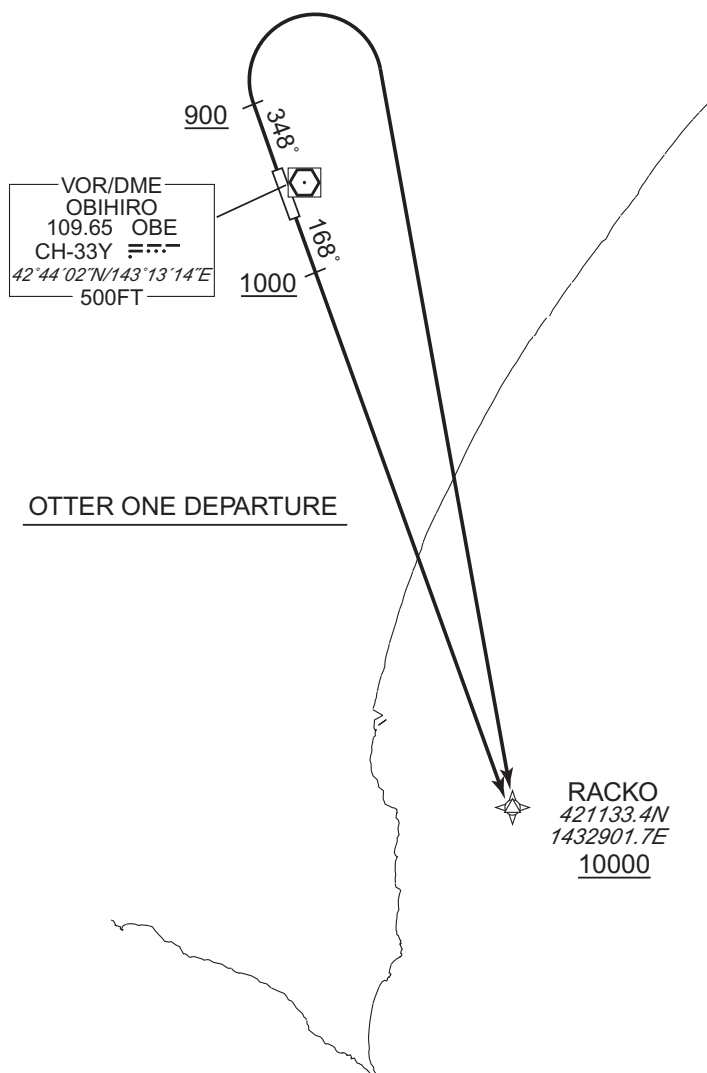 900
348°
VOR/DME
OBIHIRO
109.65 OBE
CH-33Y
42°44´02˝N/143°13´14˝E
500FT
168°
1000
OTTER ONE DEPARTURE
RACKO
421133.4N
1432901.7E
10000